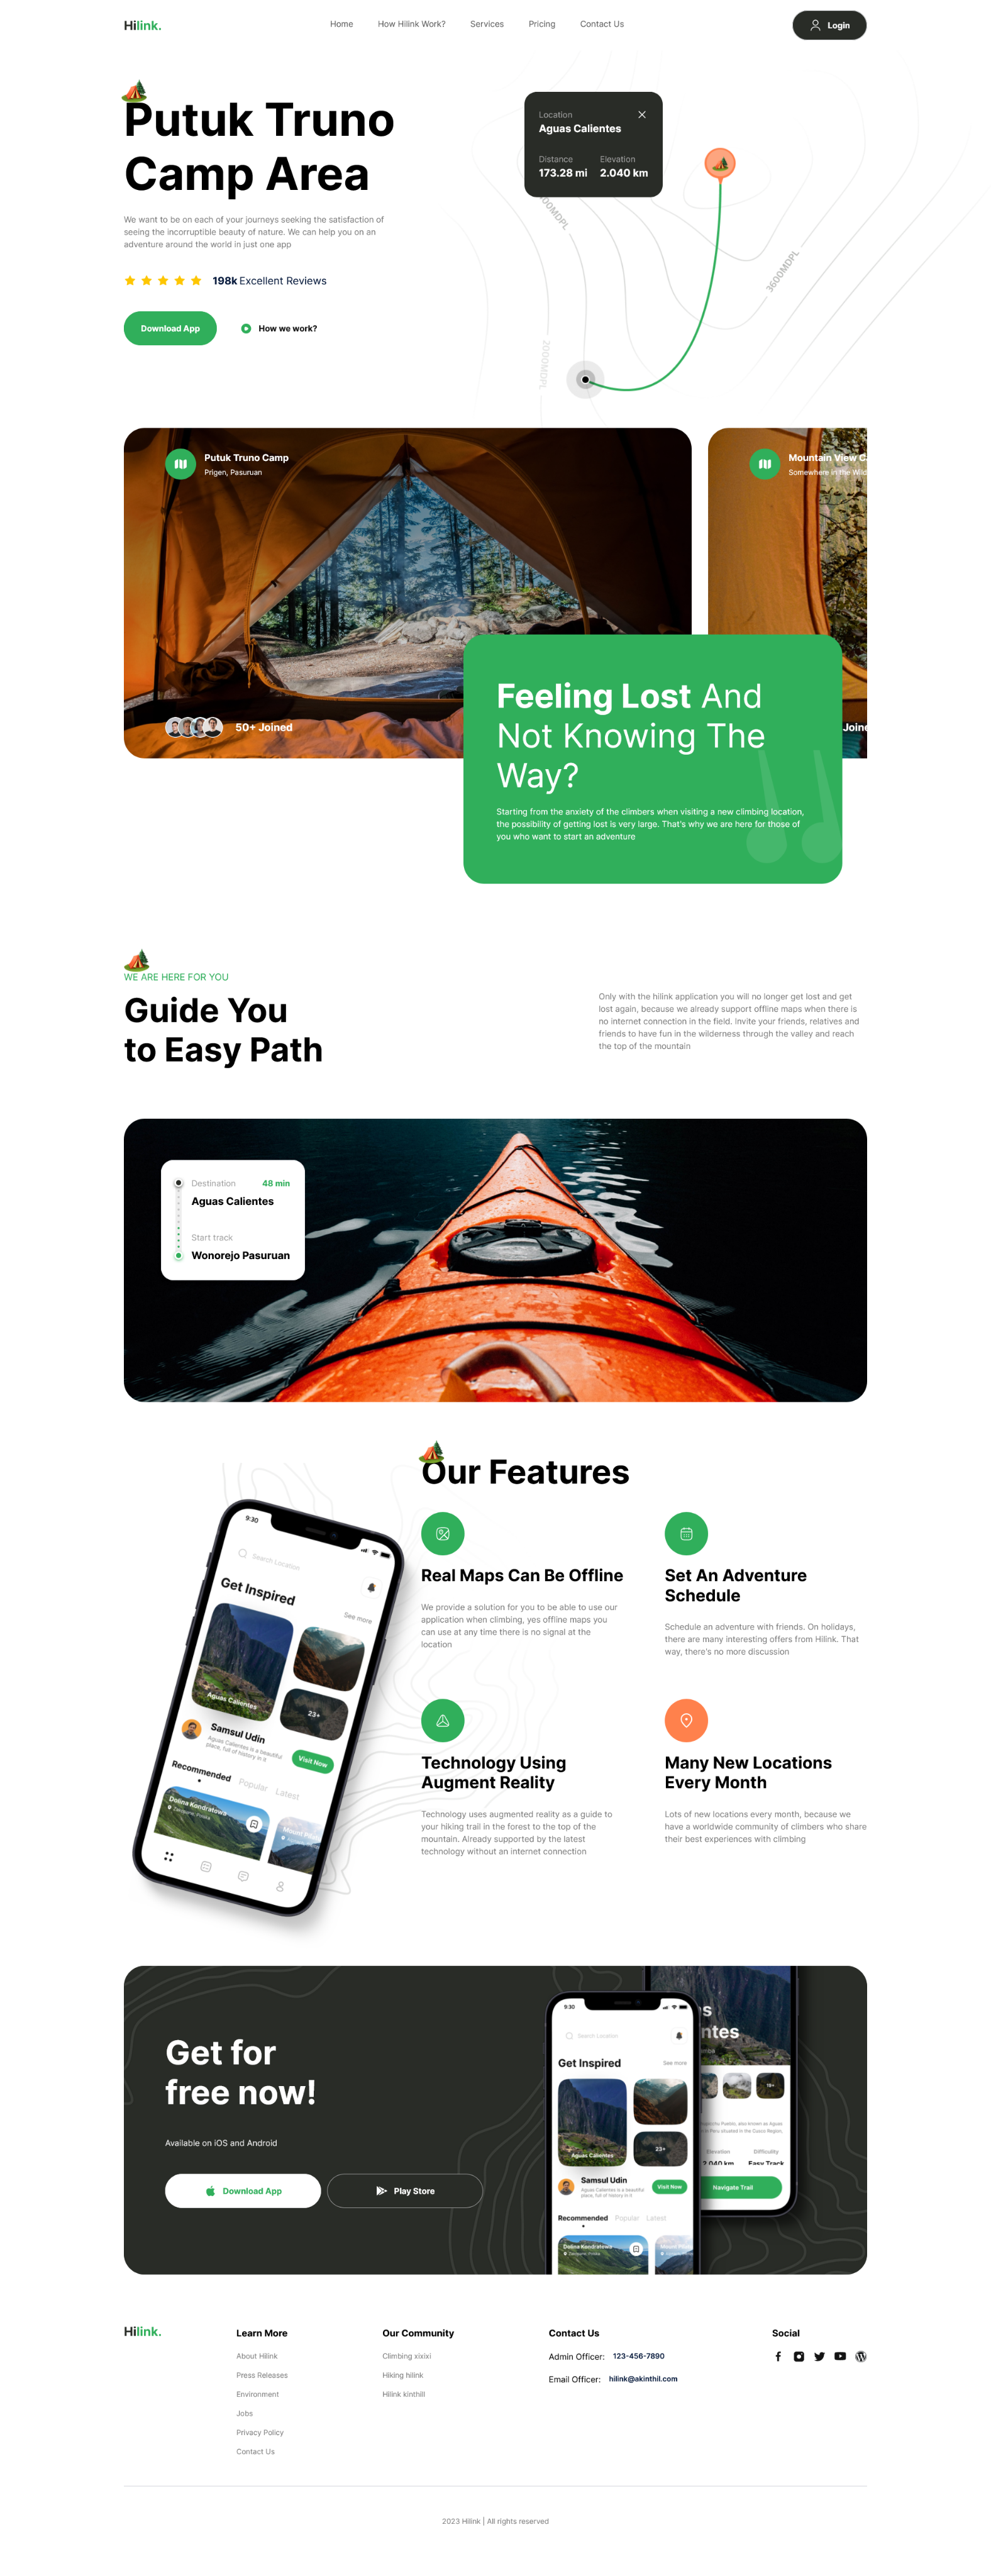 Hilink.
Home
How Hilink Work?
Services
Pricing
Contact Us
Login
Putuk Truno
Camp Area
We want to be on each of your journeys seeking the satisfaction of
seeing the incorruptible beauty of nature. We can help you on an
adventure around the world in just one app
198k Excellent Reviews
Download App
How we work?
Location
Aguas Calientes
Distance
Elevation
173.28 mi
2.040 km
00MDPL
3600MDPL
2000MDPL
Putuk Truno Camp
Prigen, Pasuruan
50+ Joined
Mountain View C
Somewhere in the Wild
Joine
Feeling Lost And
Not Knowing The
Way?
Starting from the anxiety of the climbers when visiting a new climbing location,
the possibility of getting lost is very large. That's why we are here for those of
you who want to start an adventure
WE ARE HERE FOR YOU
Guide You
to Easy Path
Only with the hilink application you will no longer get lost and get
lost again, because we already support offline maps when there is
no internet connection in the field. Invite your friends, relatives and
friends to have fun in the wilderness through the valley and reach
the top of the mountain
Destination
48 min
Aguas Calientes
Start track
Wonorejo Pasuruan
Our Features
Real Maps Can Be Offline
We provide a solution for you to be able to use our
application when climbing, yes offline maps you
can use at any time there is no signal at the
location
Set An Adventure
Schedule
Schedule an adventure with friends. On holidays,
there are many interesting offers from Hilink. That
way, there's no more discussion
Technology Using
Augment Reality
Technology uses augmented reality as a guide to
your hiking trail in the forest to the top of the
mountain. Already supported by the latest
technology without an internet connection
Many New Locations
Every Month
Lots of new locations every month, because we
have a worldwide community of climbers who share
their best experiences with climbing
9:30
Search Location
Get Inspired
See more
Aguas Calientes
23+
Samsul Udin
Aguas Calientes is a beautiful
place, full of history in it
Visit Now
Recommended
Popular
Latest
Dolina Kondratowa
Zakopane, Polska
Mount P
Get for
free now!
Available on iOS and Android
Download App
Play Store
9:30
Search Location
Get Inspired
See more
Aguas Calientes
23+
Samsul Udin
Aguas Calientes is a beautiful
place, full of history in it
Visit Now
Recommended
Popular
Latest
Dolina Kondratowa
Zakopane, Polska
s
ntes
19+
Elevation
Difficulty
2.040 km
Easy Track
Navigate Trail
Hilink.
Learn More
About Hilink
Press Releases
Environment
Jobs
Privacy Policy
Contact Us
Our Community
Climbing xixixi
Hiking hilink
Hilink kinthill
Contact Us
Admin Officer: 123-456-7890
Email Officer: hilink@akinthil.com
Social
2023 Hilink | All rights reserved